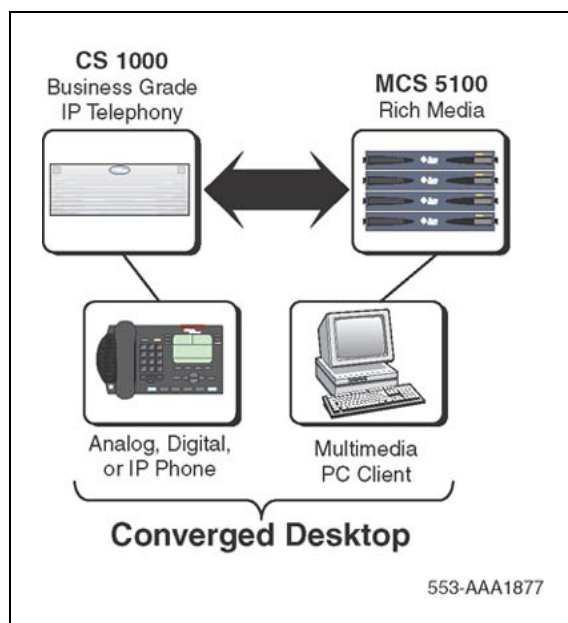 CS 1000
Business Grade
IP Telephony
MCS 5100
Rich Media
Analog, Digital,
or IP Phone
Multimedia
PC Client
Converged Desktop
553-AAA1877